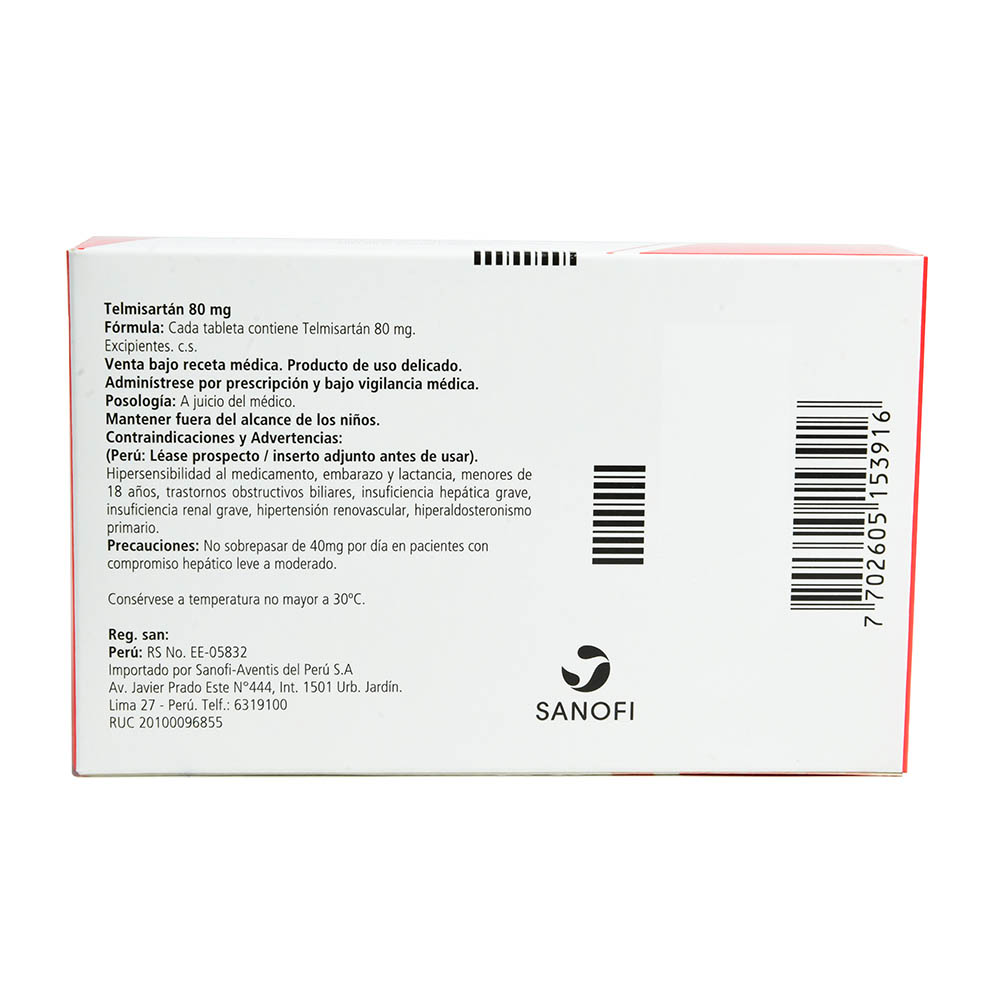 Telmisartán 80 mg
Fórmula: Cada tableta contiene Telmisartán 80 mg.
Excipientes. c.s.
Venta bajo receta médica. Producto de uso delicado.
Adminístrese por prescripción y bajo vigilancia médica.
Posología: A juicio del médico.
Mantener fuera del alcance de los niños.
Contraindicaciones y Advertencias:
(Perú: Léase prospecto / inserto adjunto antes de usar).
Hipersensibilidad al medicamento, embarazo y lactancia, menores de
18 años, trastornos obstructivos biliares, insuficiencia hepática grave,
insuficiencia renal grave, hipertensión renovascular, hiperaldosteronismo
primario.
Precauciones: No sobrepasar de 40mg por día en pacientes con
compromiso hepático leve a moderado.
Consérvese a temperatura no mayor a 30ºC.
Reg. san:
Perú: RS No. EE-05832
Importado por Sanofi-Aventis del Perú S.A
Av. Javier Prado Este N°444, Int. 1501 Urb. Jardín.
Lima 27 - Perú. Telf.: 6319100
RUC 20100096855
SANOFI
7 702605 153916